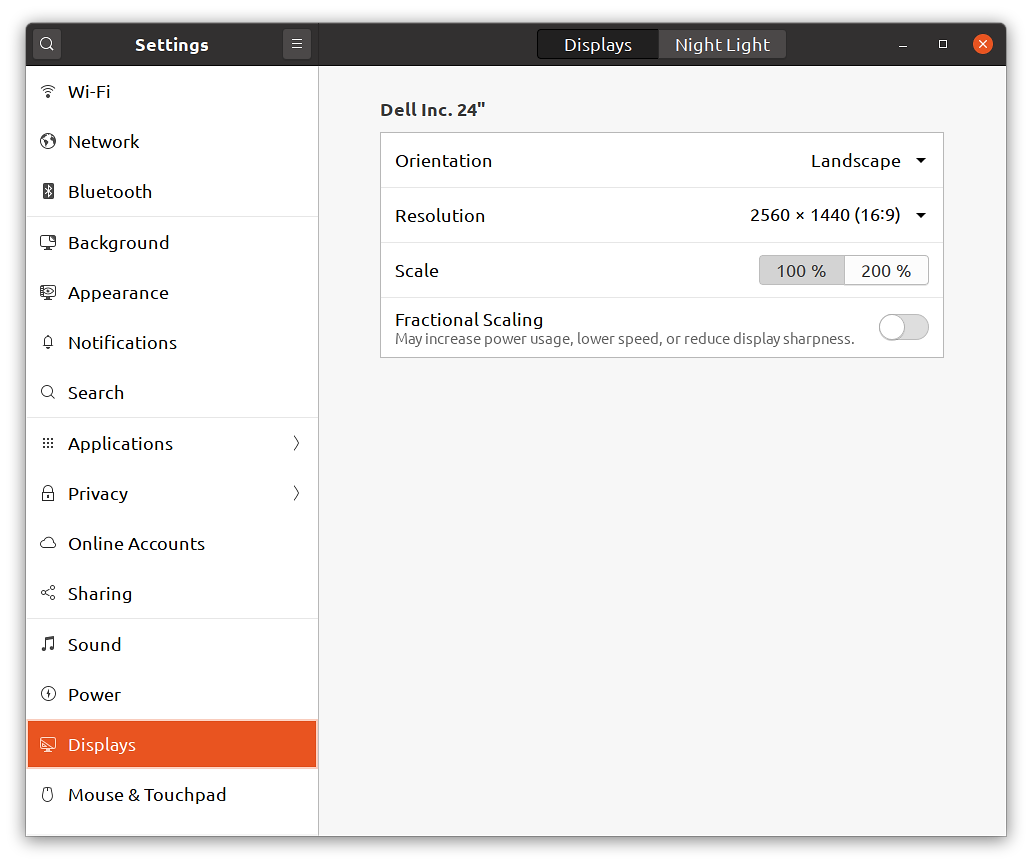 Settings
Displays
Night Light
Wi-Fi
Network
Bluetooth
Background
Appearance
Notifications
Search
Applications
Privacy
Online Accounts
Sharing
Sound
Power
Displays
Mouse & Touchpad
Dell Inc. 24"
Orientation
Landscape
Resolution
2560 × 1440 (16∶9)
Scale
100 %
200 %
Fractional Scaling
May increase power usage, lower speed, or reduce display sharpness.